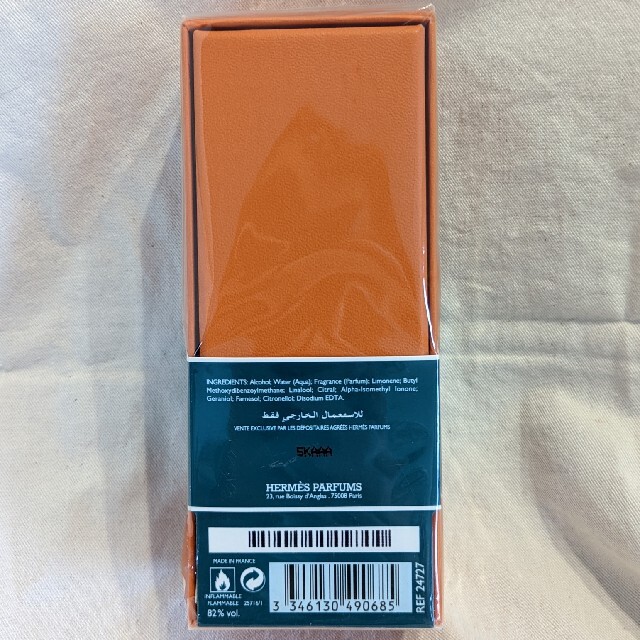 INGREDIENTS: Alcohol; Water (Aqua); Fragrance (Parfum); Limonene; Butyl
Methoxydibenzoylmethane; Linalool; Citral; Alpha-Isomethyl Ionone;
Geraniol; Farnesol; Citronellol; Disodium EDTA.
للاستعمال الخارجي فقط
VENTE EXCLUSIVE PAR LES DÉPOSITAIRES AGRÉÉS HERMÈS PARFUMS
5KAAA
HERMÈS PARFUMS
23, rue Boissy d'Anglas . 75008 Paris
MADE IN FRANCE
INFLAMMABLE
FLAMMABLE
82% vol.
3 346130 490685
REF 24727